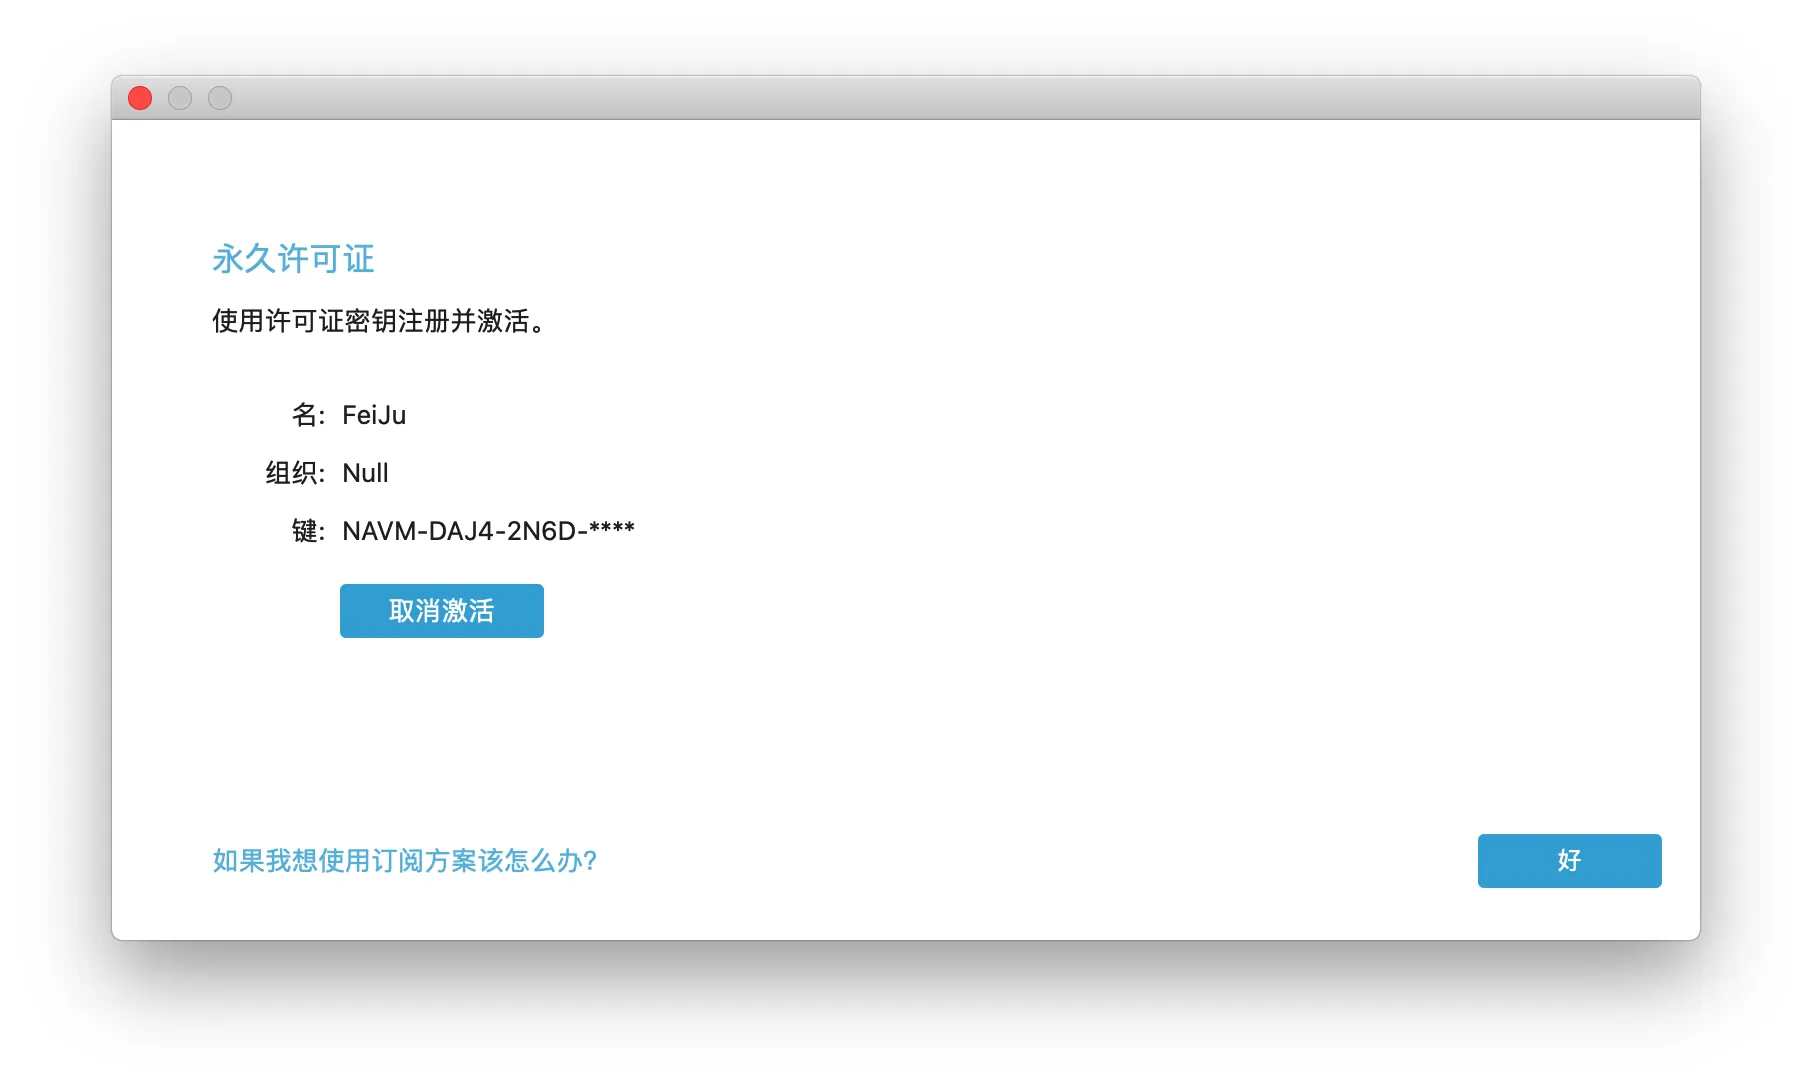 永久许可证
使用许可证密钥注册并激活。
名: FeiJu
组织: Null
键: NAVM-DAJ4-2N6D-****
取消激活
如果我想使用订阅方案该怎么办?
好